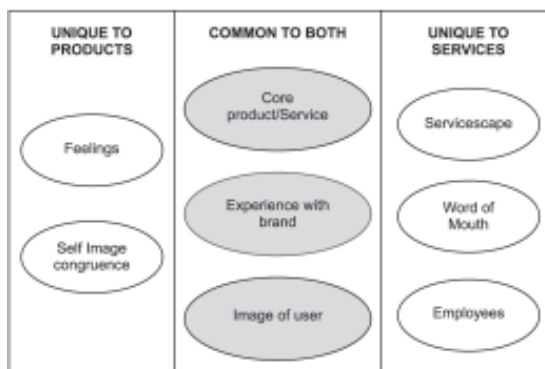 UNIQUE TO
PRODUCTS
Feelings
Self Image
congruence
COMMON TO BOTH
Core
product/Service
Experience with
brand
Image of user
UNIQUE TO
SERVICES
Servicescape
Word of
Mouth
Employees